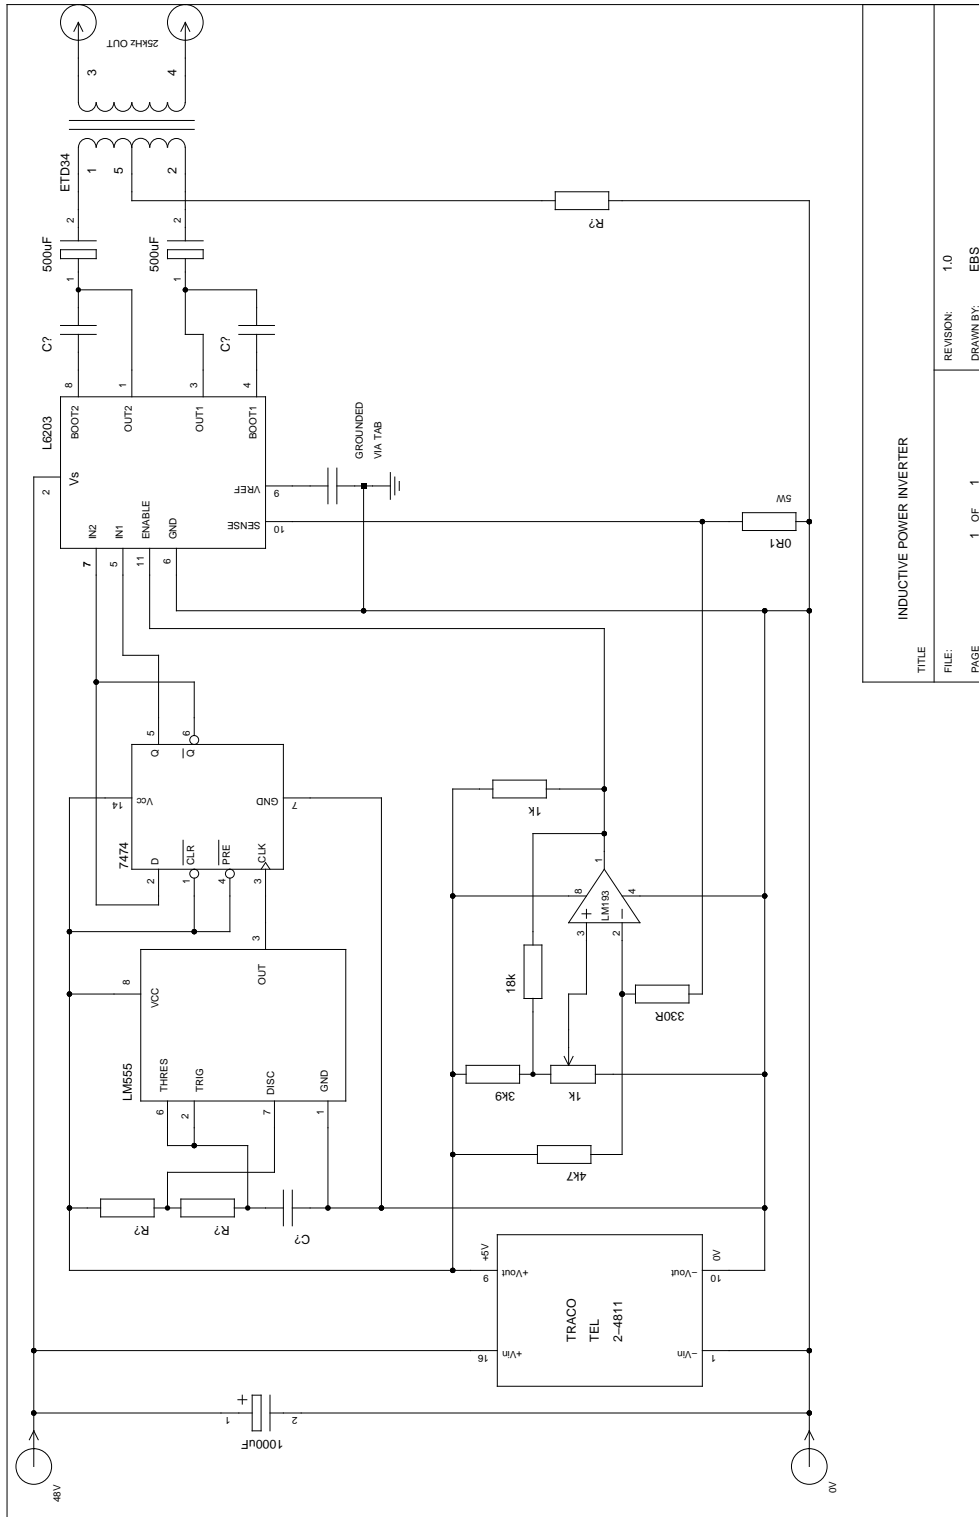 48V
1000uF
+
1
2
0V
TRACO
TEL
2-4811
+Vin
16
-Vin
1
+Vout
9
+5V
-Vout
10
0V
R?
R?
C?
LM555
THRES
6
TRIG
2
DISC
7
GND
1
VCC
8
OUT
3
7474
D
2
CLR
1
PRE
4
CLK
3
Vcc
14
GND
7
Q
5
Q
6
4k7
3k9
1k
18k
330R
LM193
+
-
3
2
8
4
1
1k
L6203
Vs
2
IN2
7
IN1
5
ENABLE
11
GND
6
BOOT2
8
OUT2
1
OUT1
3
BOOT1
4
VREF
9
SENSE
10
GROUNDED
VIA TAB
0R1
5W
C?
C?
500uF
1
2
500uF
1
2
R?
ETD34
1
5
2
3
4
25kHz OUT
TITLE
INDUCTIVE POWER INVERTER
FILE:
REVISION: 1.0
PAGE 1 OF 1
DRAWN BY: EBS